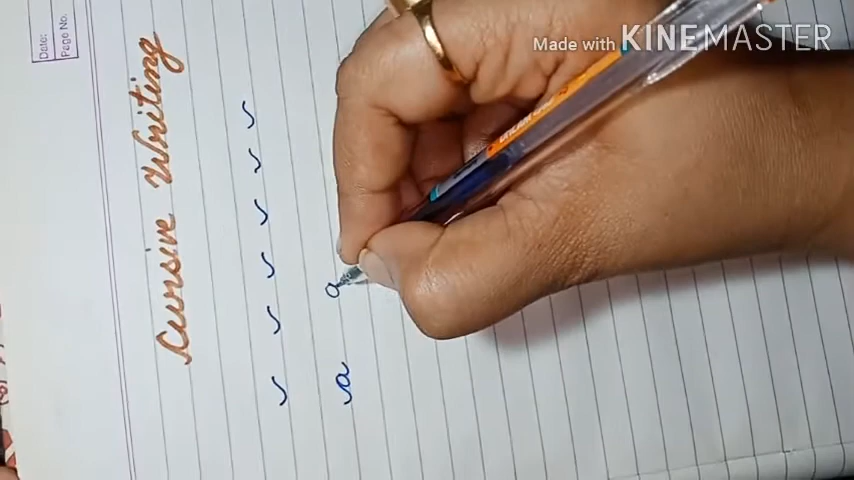 Made with KINEMASTER
Date:
Page No.
Cursive Writing
a a